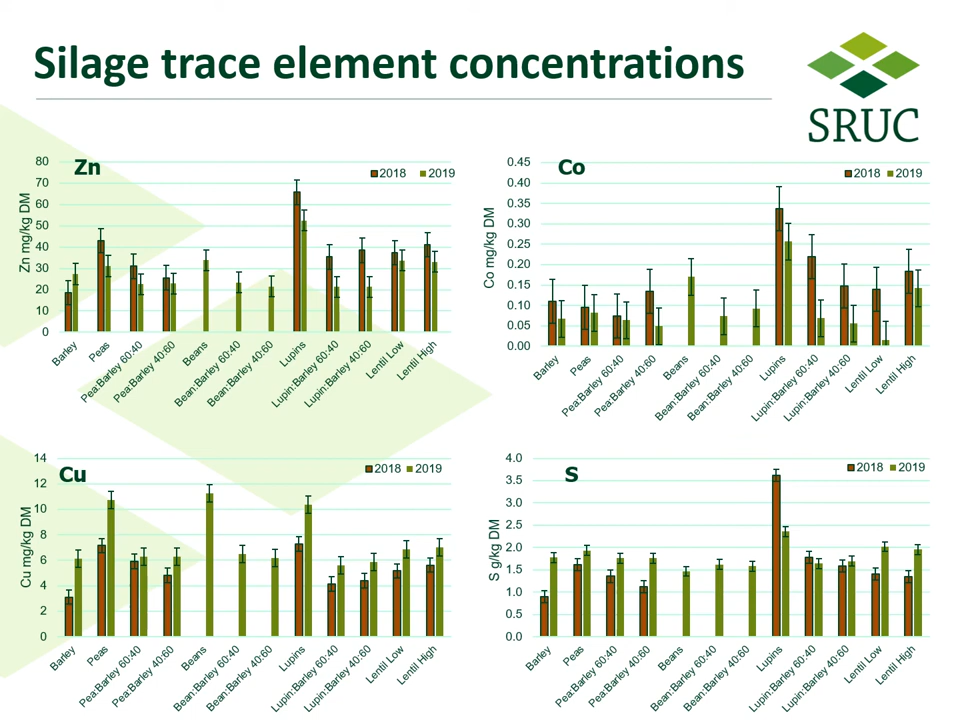 Silage trace element concentrations
SRUC
Zn
2018 2019
Zn mg/kg DM
80
70
60
50
40
30
20
10
0
Barley
Peas
Pea:Barley 60:40
Pea:Barley 40:60
Beans
Bean:Barley 60:40
Bean:Barley 40:60
Lupins
Lupin:Barley 60:40
Lupin:Barley 40:60
Lentil Low
Lentil High
Co
2018 2019
Co mg/kg DM
0.45
0.40
0.35
0.30
0.25
0.20
0.15
0.10
0.05
0.00
Barley
Peas
Pea:Barley 60:40
Pea:Barley 40:60
Beans
Bean:Barley 60:40
Bean:Barley 40:60
Lupins
Lupin:Barley 60:40
Lupin:Barley 40:60
Lentil Low
Lentil High
Cu
2018 2019
Cu mg/kg DM
14
12
10
8
6
4
2
0
Barley
Peas
Pea:Barley 60:40
Pea:Barley 40:60
Beans
Bean:Barley 60:40
Bean:Barley 40:60
Lupins
Lupin:Barley 60:40
Lupin:Barley 40:60
Lentil Low
Lentil High
S
2018 2019
S g/kg DM
4.0
3.5
3.0
2.5
2.0
1.5
1.0
0.5
0.0
Barley
Peas
Pea:Barley 60:40
Pea:Barley 40:60
Beans
Bean:Barley 60:40
Bean:Barley 40:60
Lupins
Lupin:Barley 60:40
Lupin:Barley 40:60
Lentil Low
Lentil High